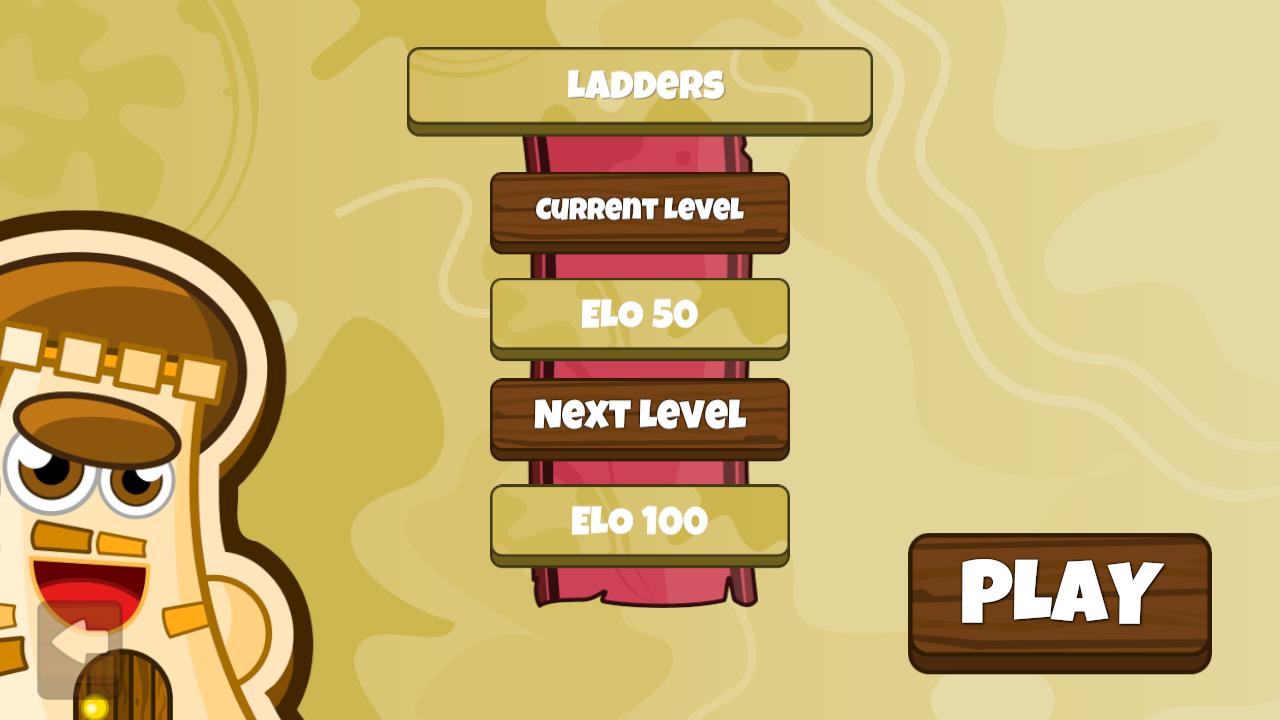 LADDERS
CURRENT LEVEL
ELO 50
NEXT LEVEL
ELO 100
PLAY